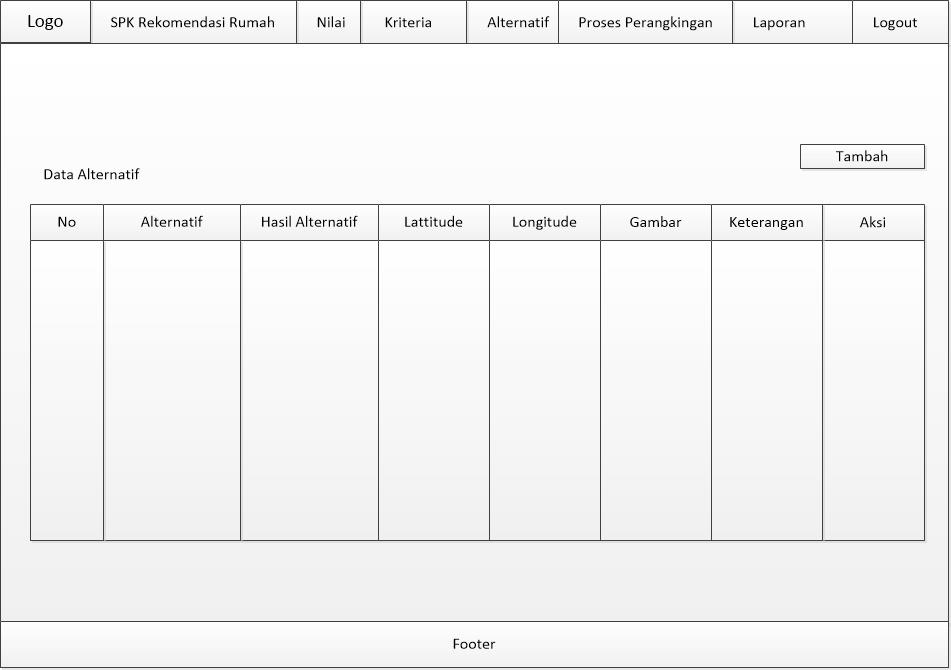 Logo SPK Rekomendasi Rumah Nilai Kriteria Alternatif Proses Perangkingan Laporan Logout
Tambah
Data Alternatif
No Alternatif Hasil Alternatif Lattitude Longitude Gambar Keterangan Aksi
Footer